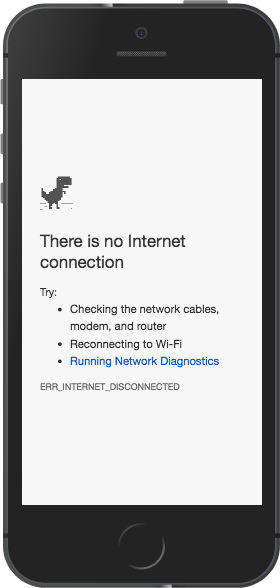 There is no Internet
connection
Try:
• Checking the network cables,
modem, and router
• Reconnecting to Wi-Fi
• Running Network Diagnostics
ERR_INTERNET_DISCONNECTED